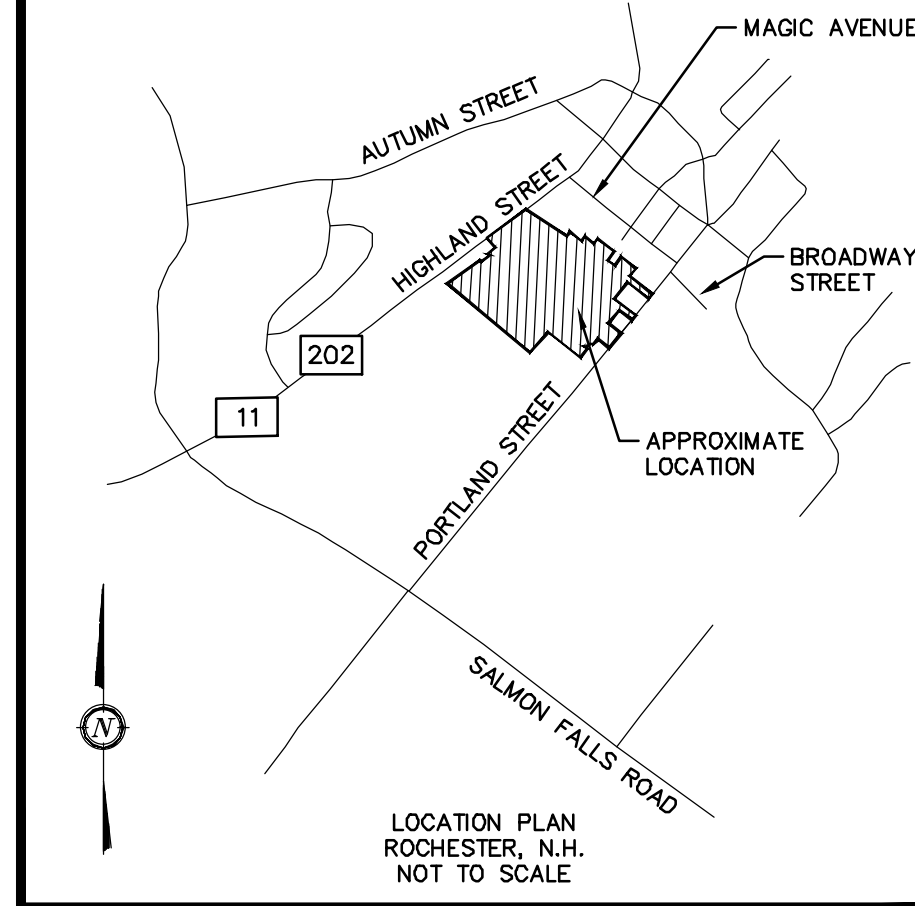 MAGIC AVENUE
AUTUMN STREET
HIGHLAND STREET
BROADWAY
STREET
202
11
APPROXIMATE
LOCATION
PORTLAND STREET
SALMON FALLS ROAD
N
LOCATION PLAN
ROCHESTER, N.H.
NOT TO SCALE